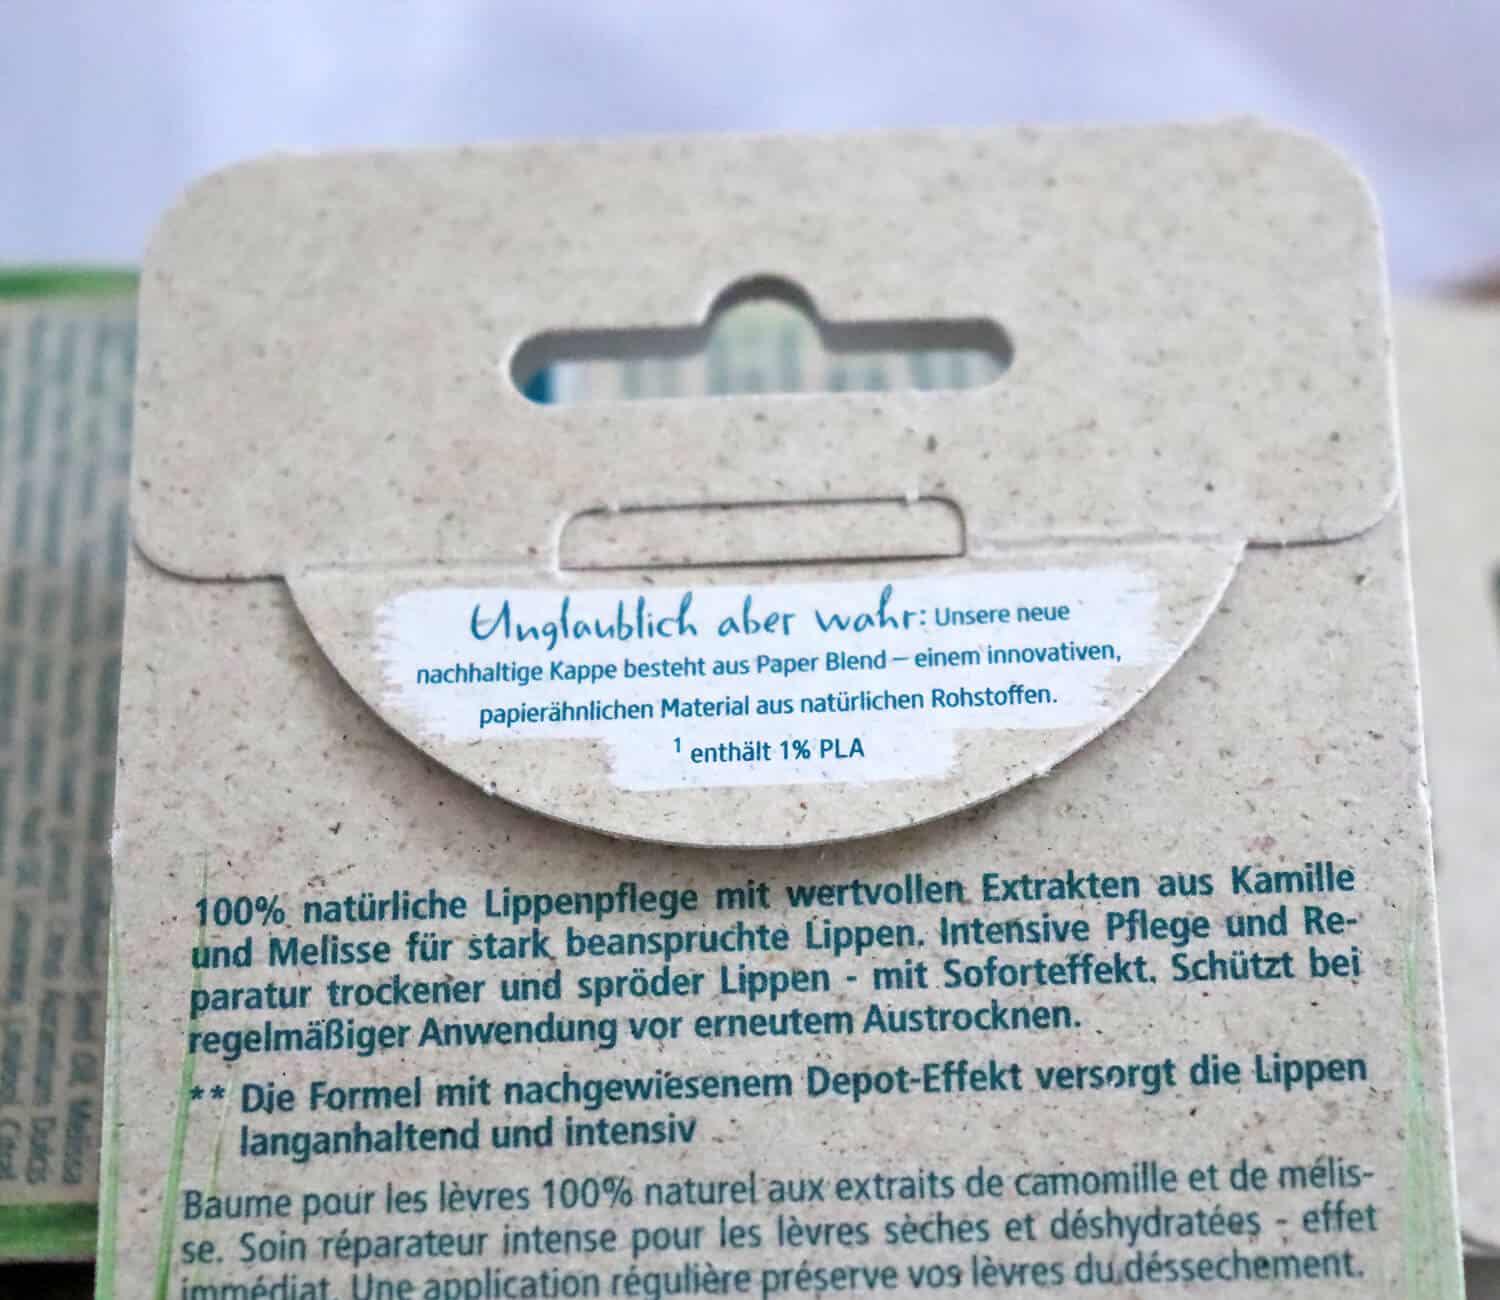 Unglaublich aber wahr: Unsere neue
nachhaltige Kappe besteht aus Paper Blend – einem innovativen,
papierähnlichen Material aus natürlichen Rohstoffen.
¹ enthält 1% PLA
100% natürliche Lippenpflege mit wertvollen Extrakten aus Kamille
und Melisse für stark beanspruchte Lippen. Intensive Pflege und Re-
paratur trockener und spröder Lippen - mit Soforteffekt. Schützt bei
regelmäßiger Anwendung vor erneutem Austrocknen.
** Die Formel mit nachgewiesenem Depot-Effekt versorgt die Lippen
langanhaltend und intensiv
Baume pour les lèvres 100% naturel aux extraits de camomille et de mélis-
se. Soin réparateur intense pour les lèvres sèches et déshydratées - effet
immédiat. Une application régulière préserve vos lèvres du déssechement.